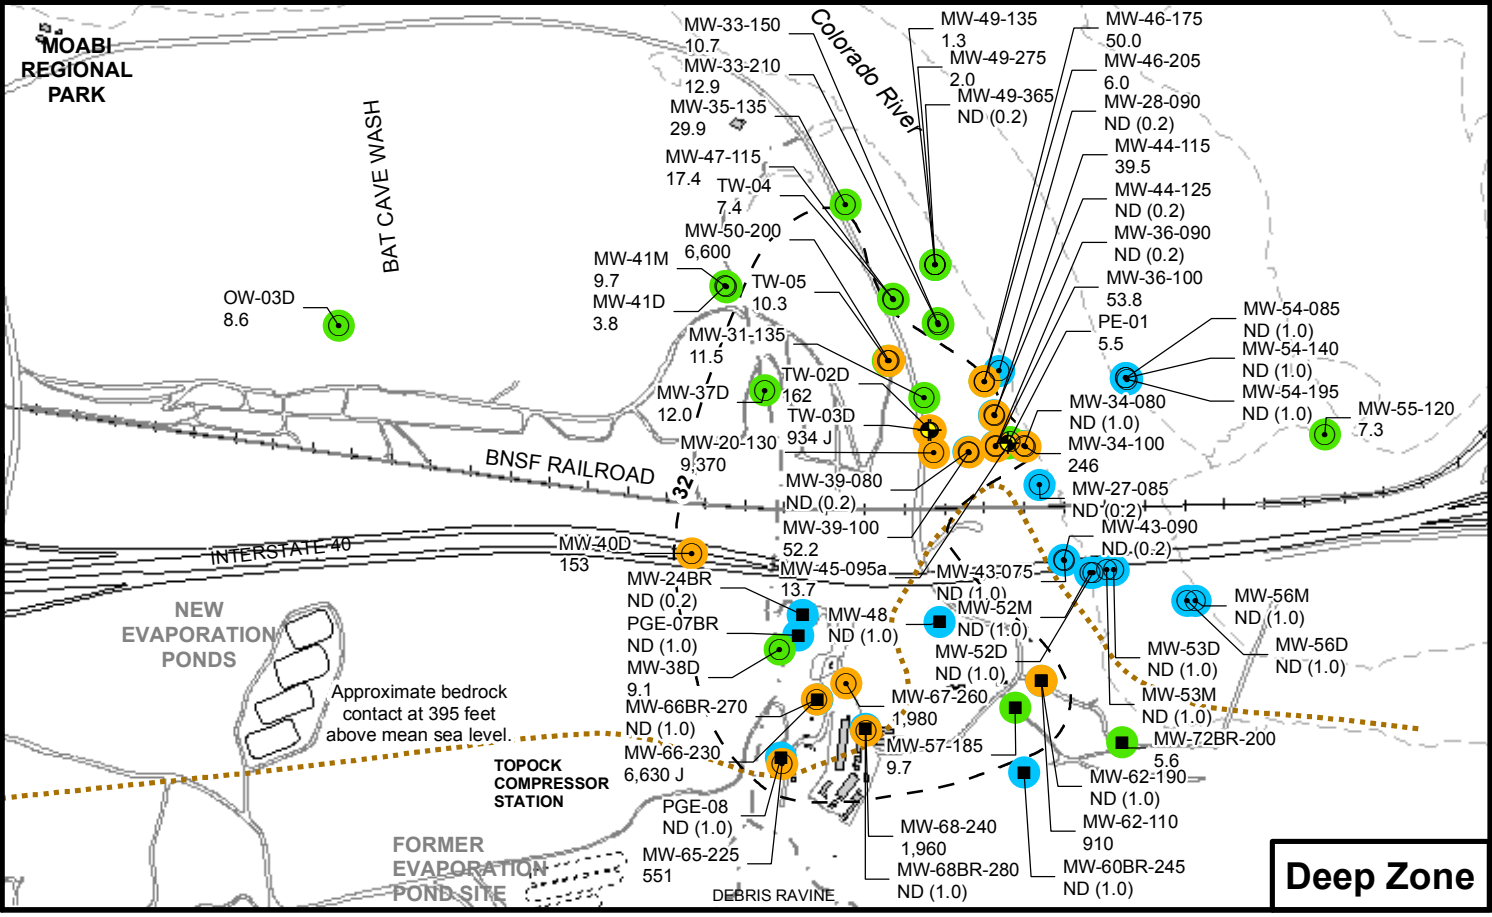 MOABI
REGIONAL
PARK
BAT CAVE WASH
Colorado River
MW-33-150
10.7
MW-33-210
12.9
MW-35-135
29.9
MW-47-115
17.4
TW-04
7.4
MW-50-200
6,600
MW-41M
9.7
MW-41D
3.8
TW-05
10.3
OW-03D
8.6
MW-31-135
11.5
MW-37D
12.0
TW-02D
162
TW-03D
934 J
MW-20-130
9,370
MW-39-080
ND (0.2)
MW-39-100
52.2
MW-45-095a
13.7
MW-49-135
1.3
MW-49-275
2.0
MW-49-365
ND (0.2)
MW-46-175
50.0
MW-46-205
6.0
MW-28-090
ND (0.2)
MW-44-115
39.5
MW-44-125
ND (0.2)
MW-36-090
ND (0.2)
MW-36-100
53.8
PE-01
5.5
MW-54-085
ND (1.0)
MW-54-140
ND (1.0)
MW-54-195
ND (1.0)
MW-55-120
7.3
MW-34-080
ND (1.0)
MW-34-100
246
MW-27-085
ND (0.2)
MW-43-090
ND (0.2)
MW-43-075
ND (1.0)
BNSF RAILROAD
32
INTERSTATE 40
MW-40D
153
MW-24BR
ND (0.2)
PGE-07BR
ND (1.0)
MW-38D
9.1
MW-66BR-270
ND (1.0)
MW-66-230
6,630 J
PGE-08
ND (1.0)
MW-65-225
551
MW-48
ND (1.0)
MW-52M
ND (1.0)
MW-52D
ND (1.0)
MW-67-260
1,980
MW-57-185
9.7
MW-68-240
1,960
MW-68BR-280
ND (1.0)
MW-56M
ND (1.0)
MW-56D
ND (1.0)
MW-53D
ND (1.0)
MW-53M
ND (1.0)
MW-72BR-200
5.6
MW-62-190
ND (1.0)
MW-62-110
910
MW-60BR-245
ND (1.0)
NEW
EVAPORATION
PONDS
Approximate bedrock
contact at 395 feet
above mean sea level.
TOPOCK
COMPRESSOR
STATION
FORMER
EVAPORATION
POND SITE
DEBRIS RAVINE
Deep Zone